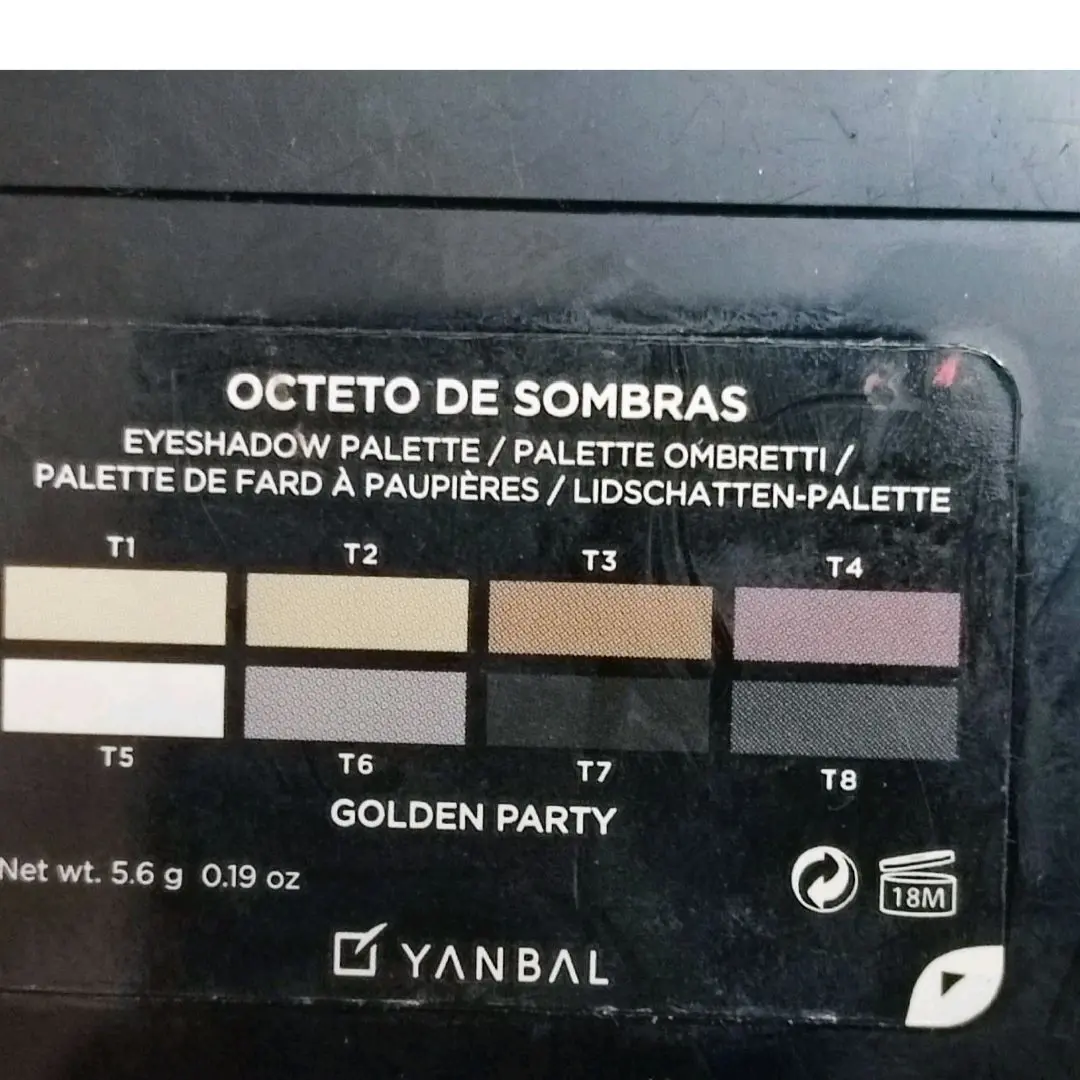 OCTETO DE SOMBRAS
EYESHADOW PALETTE / PALETTE OMBRETTI /
PALETTE DE FARD À PAUPIÈRES / LIDSCHATTEN-PALETTE
T1 T2 T3 T4
T5 T6 T7 T8
GOLDEN PARTY
Net wt. 5.6 g 0.19 oz
18M
YANBAL